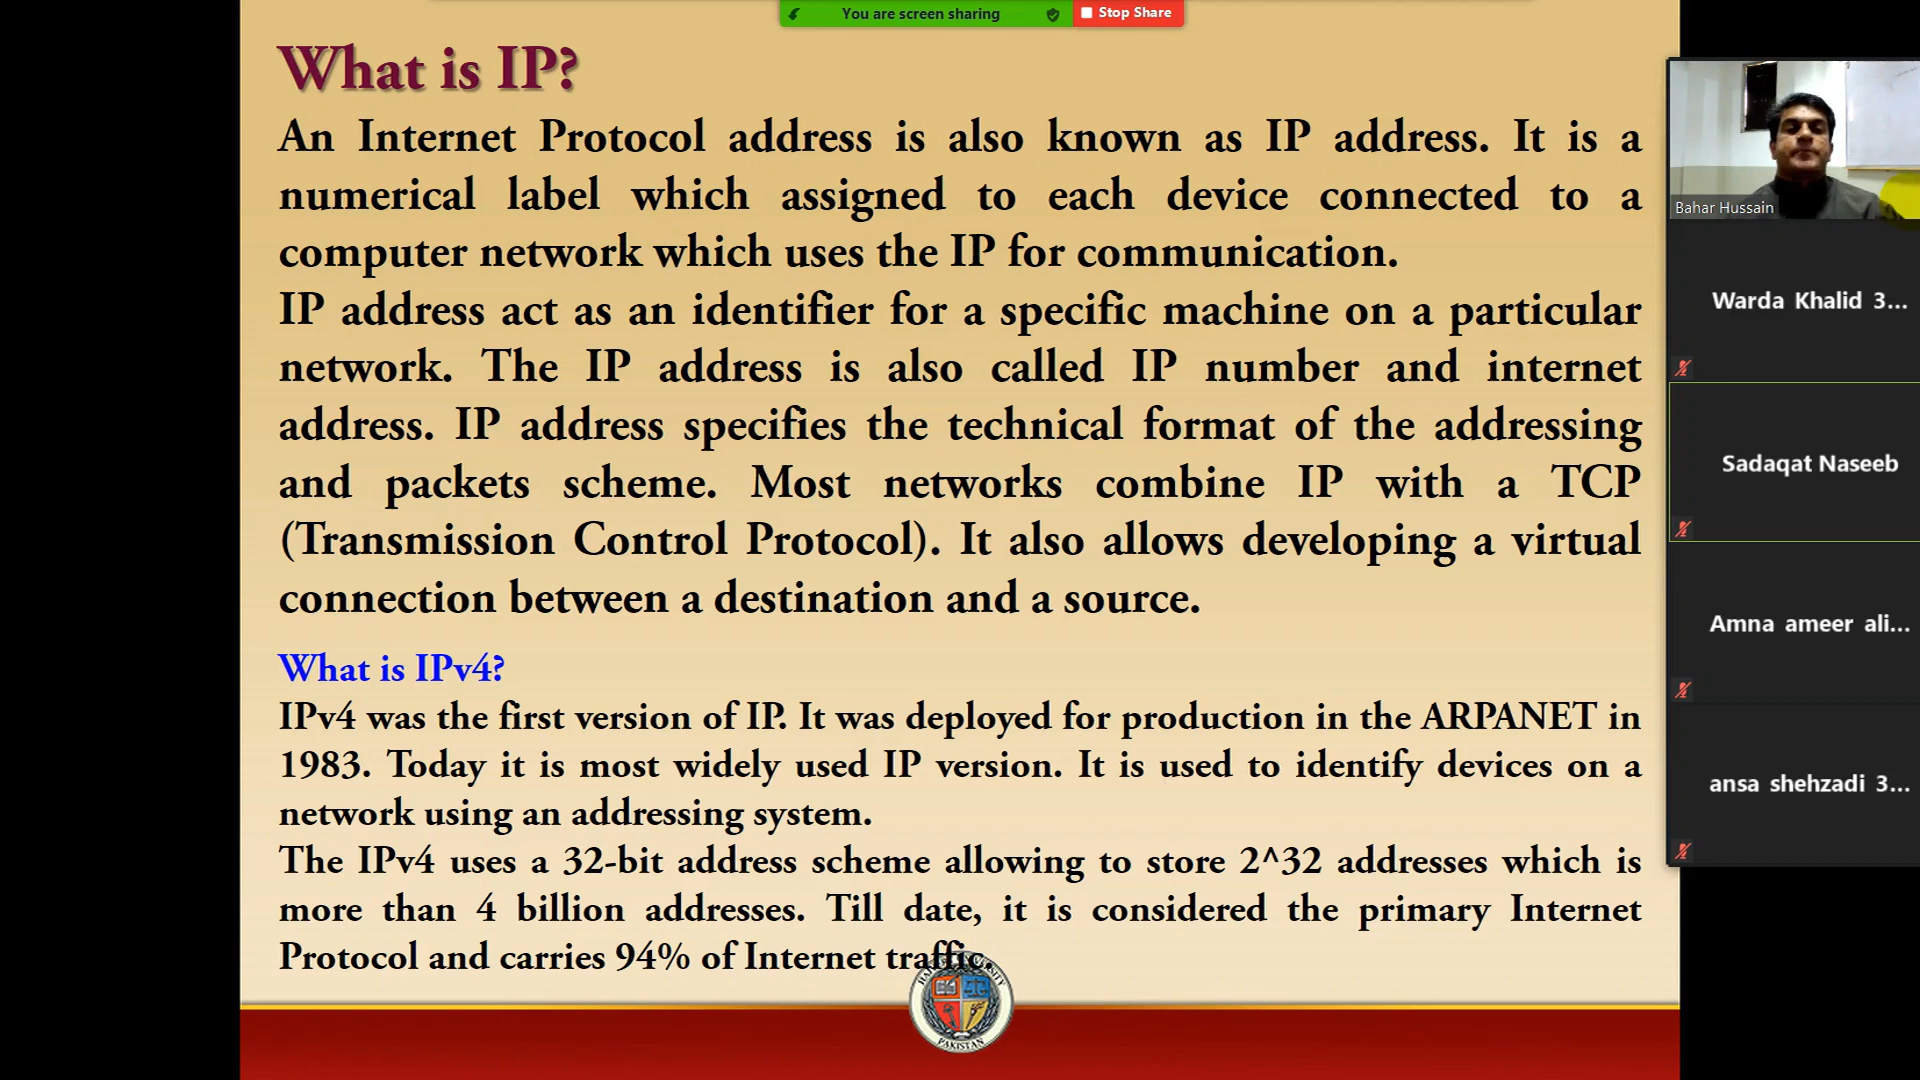 You are screen sharing
Stop Share
What is IP?
An Internet Protocol address is also known as IP address. It is a
numerical label which assigned to each device connected to a
computer network which uses the IP for communication.
IP address act as an identifier for a specific machine on a particular
network. The IP address is also called IP number and internet
address. IP address specifies the technical format of the addressing
and packets scheme. Most networks combine IP with a TCP
(Transmission Control Protocol). It also allows developing a virtual
connection between a destination and a source.
What is IPv4?
IPv4 was the first version of IP. It was deployed for production in the ARPANET in
1983. Today it is most widely used IP version. It is used to identify devices on a
network using an addressing system.
The IPv4 uses a 32-bit address scheme allowing to store 2^32 addresses which is
more than 4 billion addresses. Till date, it is considered the primary Internet
Protocol and carries 94% of Internet traffic.
PAKISTAN
Bahar Hussain
Warda Khalid 3...
Sadaqat Naseeb
Amna ameer ali...
ansa shehzadi 3...